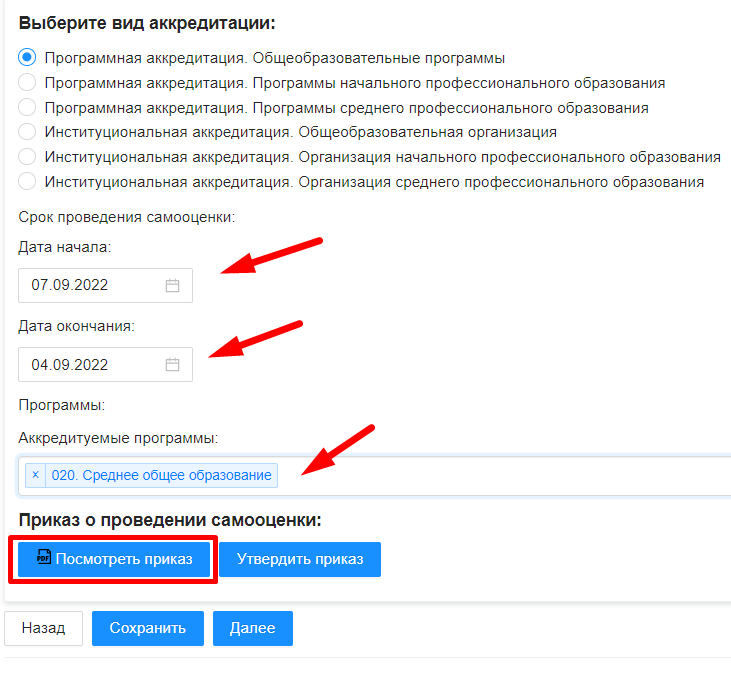 Выберите вид аккредитации:
Программная аккредитация. Общеобразовательные программы
Программная аккредитация. Программы начального профессионального образования
Программная аккредитация. Программы среднего профессионального образования
Институциональная аккредитация. Общеобразовательная организация
Институциональная аккредитация. Организация начального профессионального образования
Институциональная аккредитация. Организация среднего профессионального образования
Срок проведения самооценки:
Дата начала:
07.09.2022
Дата окончания:
04.09.2022
Программы:
Аккредитуемые программы:
× 020. Среднее общее образование
Приказ о проведении самооценки:
PDF Посмотреть приказ Утвердить приказ
Назад Сохранить Далее